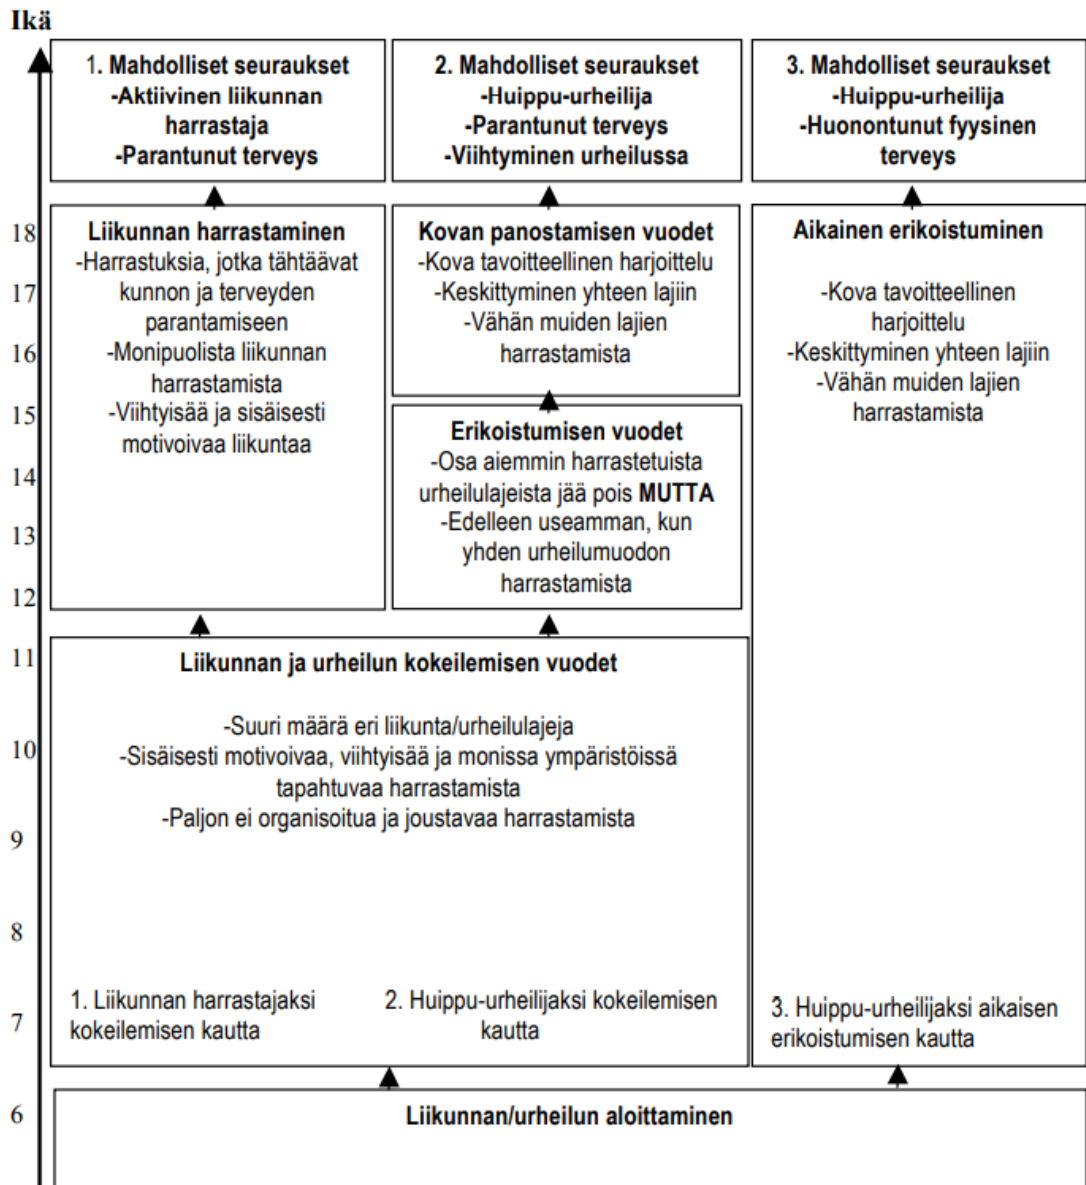 Ikä
1. Mahdolliset seuraukset
-Aktiivinen liikunnan
harrastaja
-Parantunut terveys
2. Mahdolliset seuraukset
-Huippu-urheilija
-Parantunut terveys
-Viihtyminen urheilussa
3. Mahdolliset seuraukset
-Huippu-urheilija
-Huonontunut fyysinen
terveys
18
17
16
15
14
13
12
11
10
9
8
7
6
Liikunnan harrastaminen
-Harrastuksia, jotka tähtäävat
kunnon ja terveyden
parantamiseen
-Monipuolista liikunnan
harrastamista
-Viihtyisää ja sisäisesti
motivoivaa liikuntaa
Kovan panostamisen vuodet
-Kova tavoitteellinen harjoittelu
-Keskittyminen yhteen lajiin
-Vähän muiden lajien
harrastamista
Erikoistumisen vuodet
-Osa aiemmin harrastetuista
urheilulajeista jää pois MUTTA
-Edelleen useamman, kun
yhden urheilumuodon
harrastamista
Aikainen erikoistuminen
-Kova tavoitteellinen
harjoittelu
-Keskittyminen yhteen lajiin
-Vähän muiden lajien
harrastamista
Liikunnan ja urheilun kokeilemisen vuodet
-Suuri määrä eri liikunta/urheilulajeja
-Sisäisesti motivoivaa, viihtyisää ja monissa ympäristöissä
tapahtuvaa harrastamista
-Paljon ei organisoitua ja joustavaa harrastamista
1. Liikunnan harrastajaksi
kokeilemisen kautta
2. Huippu-urheilijaksi kokeilemisen
kautta
3. Huippu-urheilijaksi aikaisen
erikoistumisen kautta
Liikunnan/urheilun aloittaminen